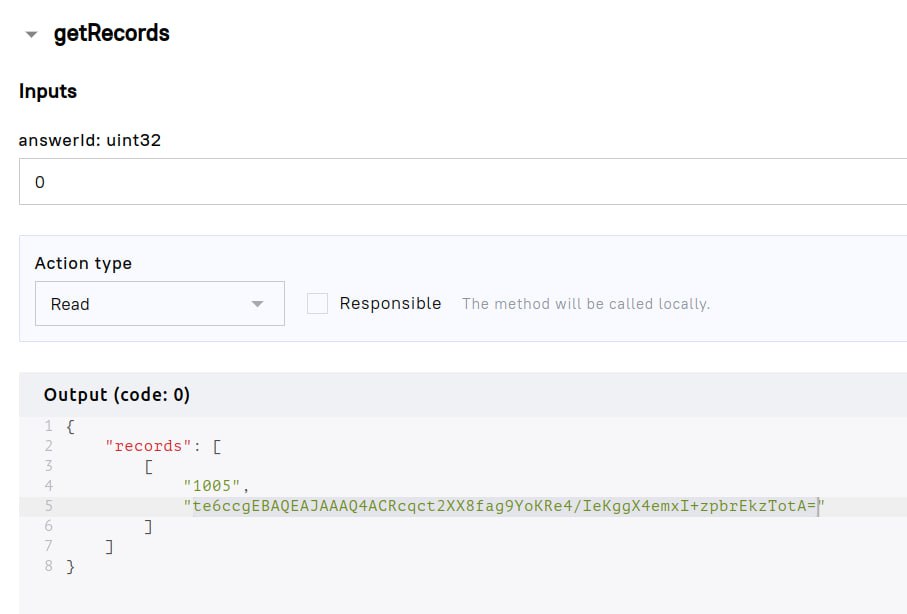 getRecords
Inputs
answerId: uint32
0
Action type
Read
Responsible The method will be called locally.
Output (code: 0)
1 {
2 "records": [
3 [
4 "1005",
5 "te6ccgEBAQEAJAAAQ4ACRcqct2XX8fag9YoKRe4/IeKggX4emxI+zpbrEkzTotA="
6 ]
7 ]
8 }